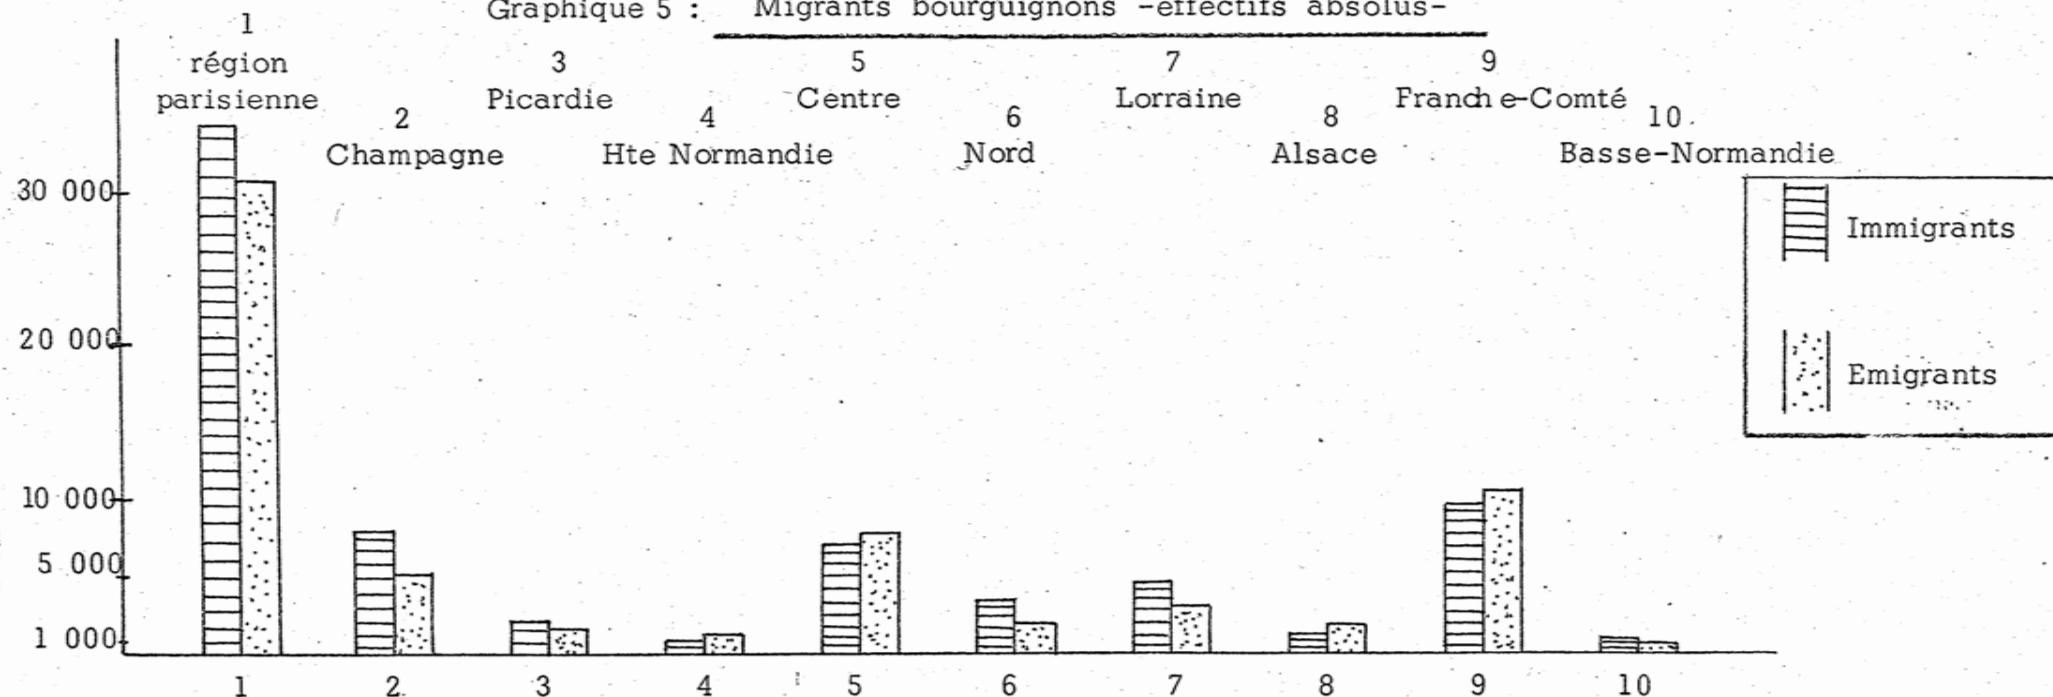 Graphique 5 : Migrants bourguignons -effectifs absolus-
1
région
parisienne
2
Champagne
3
Picardie
4
Hte Normandie
5
Centre
6
Nord
7
Lorraine
8
Alsace
9
Franche-Comté
10
Basse-Normandie
30 000
20 000
10 000
5 000
1 000
Immigrants
Emigrants
1 2 3 4 5 6 7 8 9 10